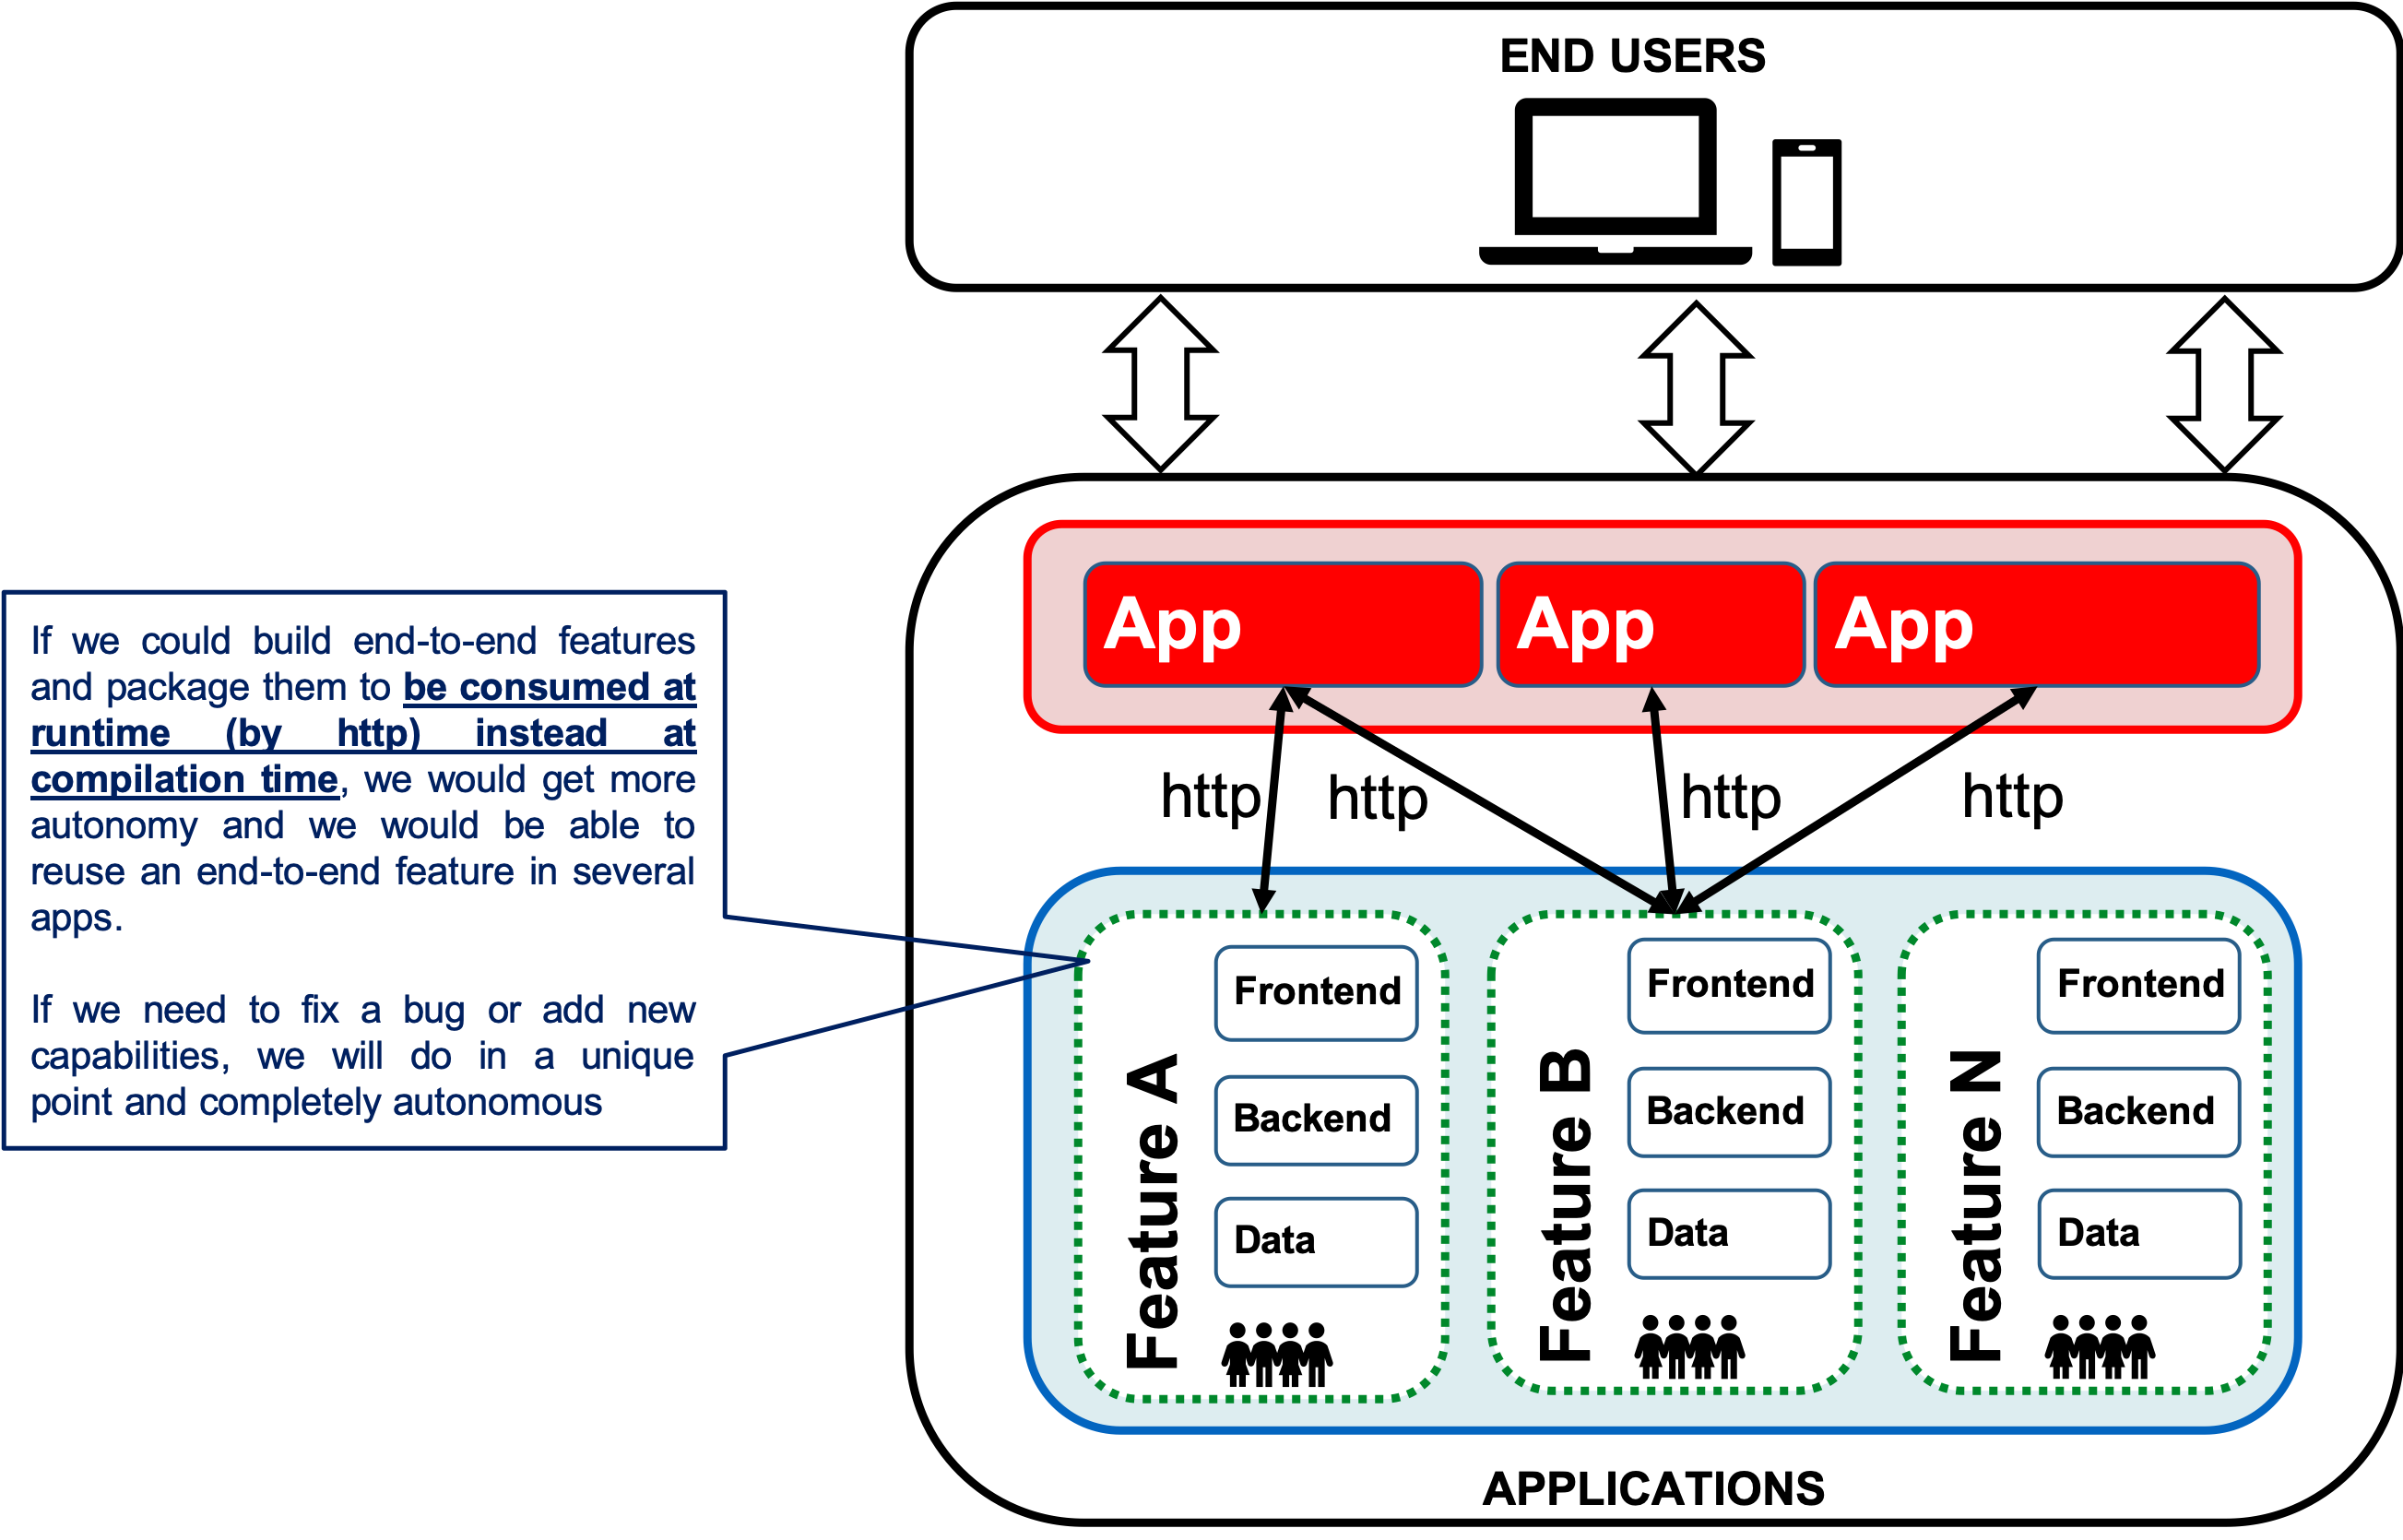 END USERS
App
App
App
If we could build end-to-end features
and package them to be consumed at
runtime (by http) instead at
compilation time, we would get more
autonomy and we would be able to
reuse an end-to-end feature in several
apps.
If we need to fix a bug or add new
capabilities, we will do in a unique
point and completely autonomous
http
http
http
http
Feature A
Frontend
Backend
Data
Feature B
Frontend
Backend
Data
Feature N
Frontend
Backend
Data
APPLICATIONS